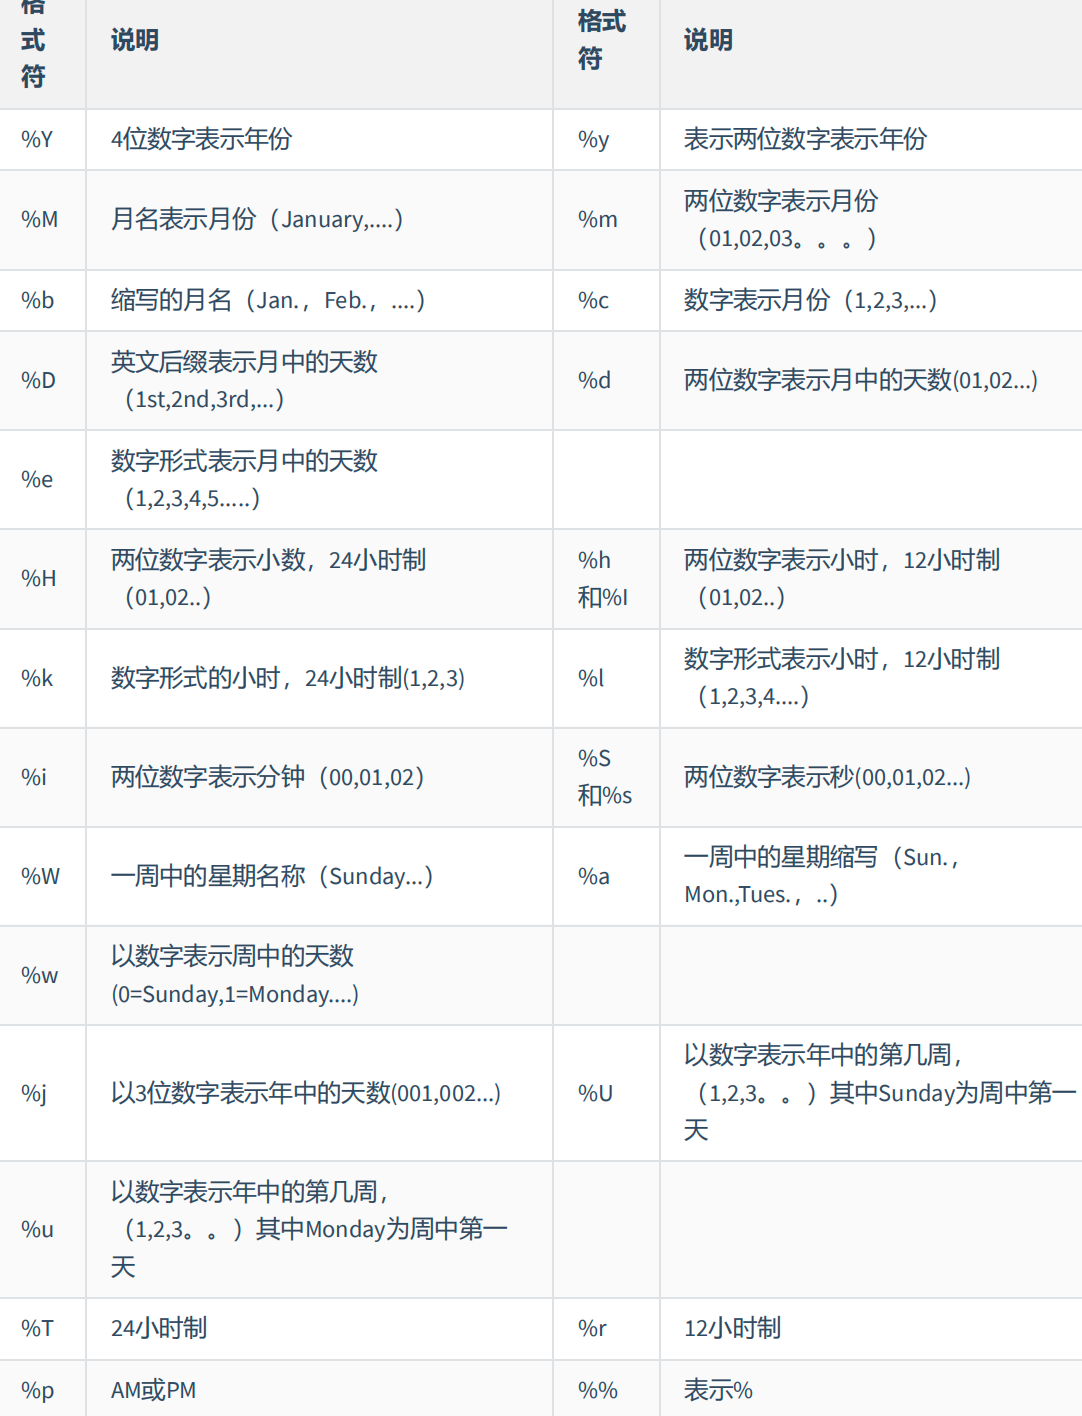 格
式
符
说明
格式
符
说明
%Y
4位数字表示年份
%y
表示两位数字表示年份
%M
月名表示月份（January,....）
%m
两位数字表示月份
（01,02,03。。。）
%b
缩写的月名（Jan.，Feb.，....）
%c
数字表示月份（1,2,3,...）
%D
英文后缀表示月中的天数
（1st,2nd,3rd,...）
%d
两位数字表示月中的天数(01,02...)
%e
数字形式表示月中的天数
（1,2,3,4,5.....）
%H
两位数字表示小数，24小时制
（01,02..）
%h
和%I
两位数字表示小时，12小时制
（01,02..）
%k
数字形式的小时，24小时制(1,2,3)
%l
数字形式表示小时，12小时制
（1,2,3,4....）
%i
两位数字表示分钟（00,01,02）
%S
和%s
两位数字表示秒(00,01,02...)
%W
一周中的星期名称（Sunday...）
%a
一周中的星期缩写（Sun.，
Mon.,Tues.，..）
%w
以数字表示周中的天数
(0=Sunday,1=Monday....)
%j
以3位数字表示年中的天数(001,002...)
%U
以数字表示年中的第几周，
（1,2,3。。）其中Sunday为周中第一
天
%u
以数字表示年中的第几周，
（1,2,3。。）其中Monday为周中第一
天
%T
24小时制
%r
12小时制
%p
AM或PM
%%
表示%